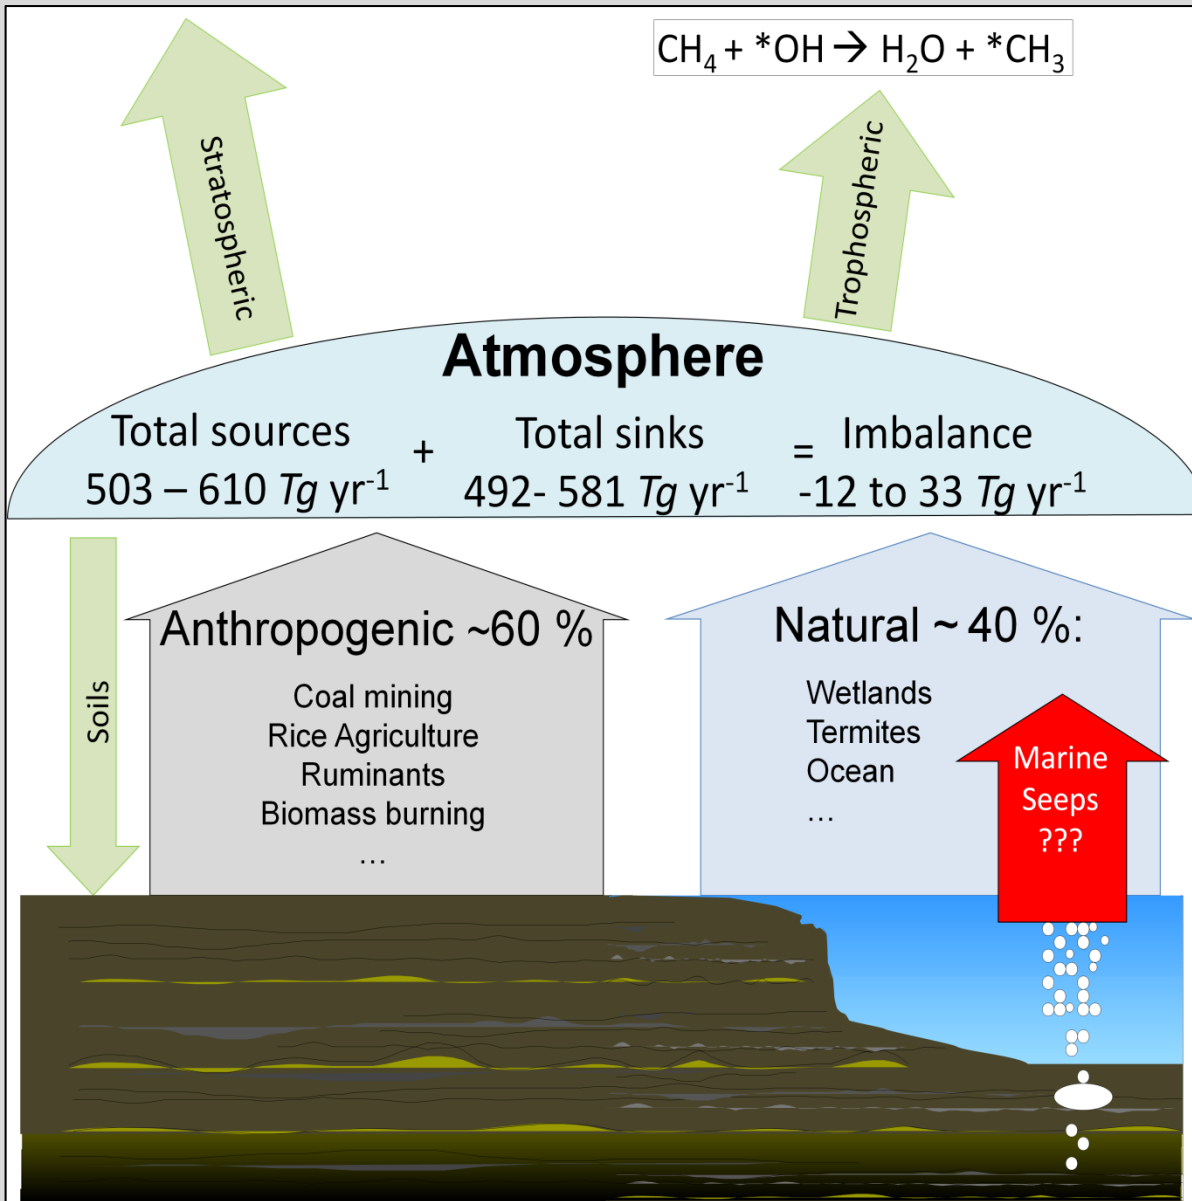 CH₄ + *OH → H₂O + *CH₃
Stratospheric
Trophospheric
Atmosphere
Total sources + Total sinks = Imbalance
503 – 610 Tg yr⁻¹ 492- 581 Tg yr⁻¹ -12 to 33 Tg yr⁻¹
Soils
Anthropogenic ~60 %
Coal mining
Rice Agriculture
Ruminants
Biomass burning
...
Natural ~ 40 %:
Wetlands
Termites
Ocean
...
Marine
Seeps
???